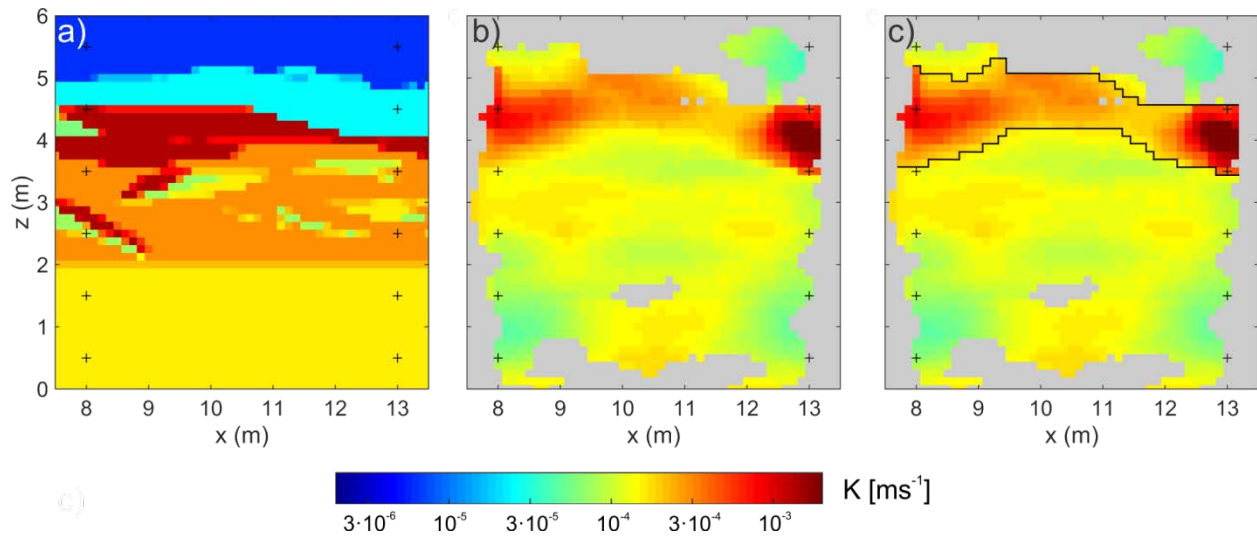 a) b) c)
6
5
4
3
2
1
0
z (m)
8 9 10 11 12 13 8 9 10 11 12 13 8 9 10 11 12 13
x (m) x (m) x (m)
c)
K [ms⁻¹]
3·10⁻⁶ 10⁻⁵ 3·10⁻⁵ 10⁻⁴ 3·10⁻⁴ 10⁻³